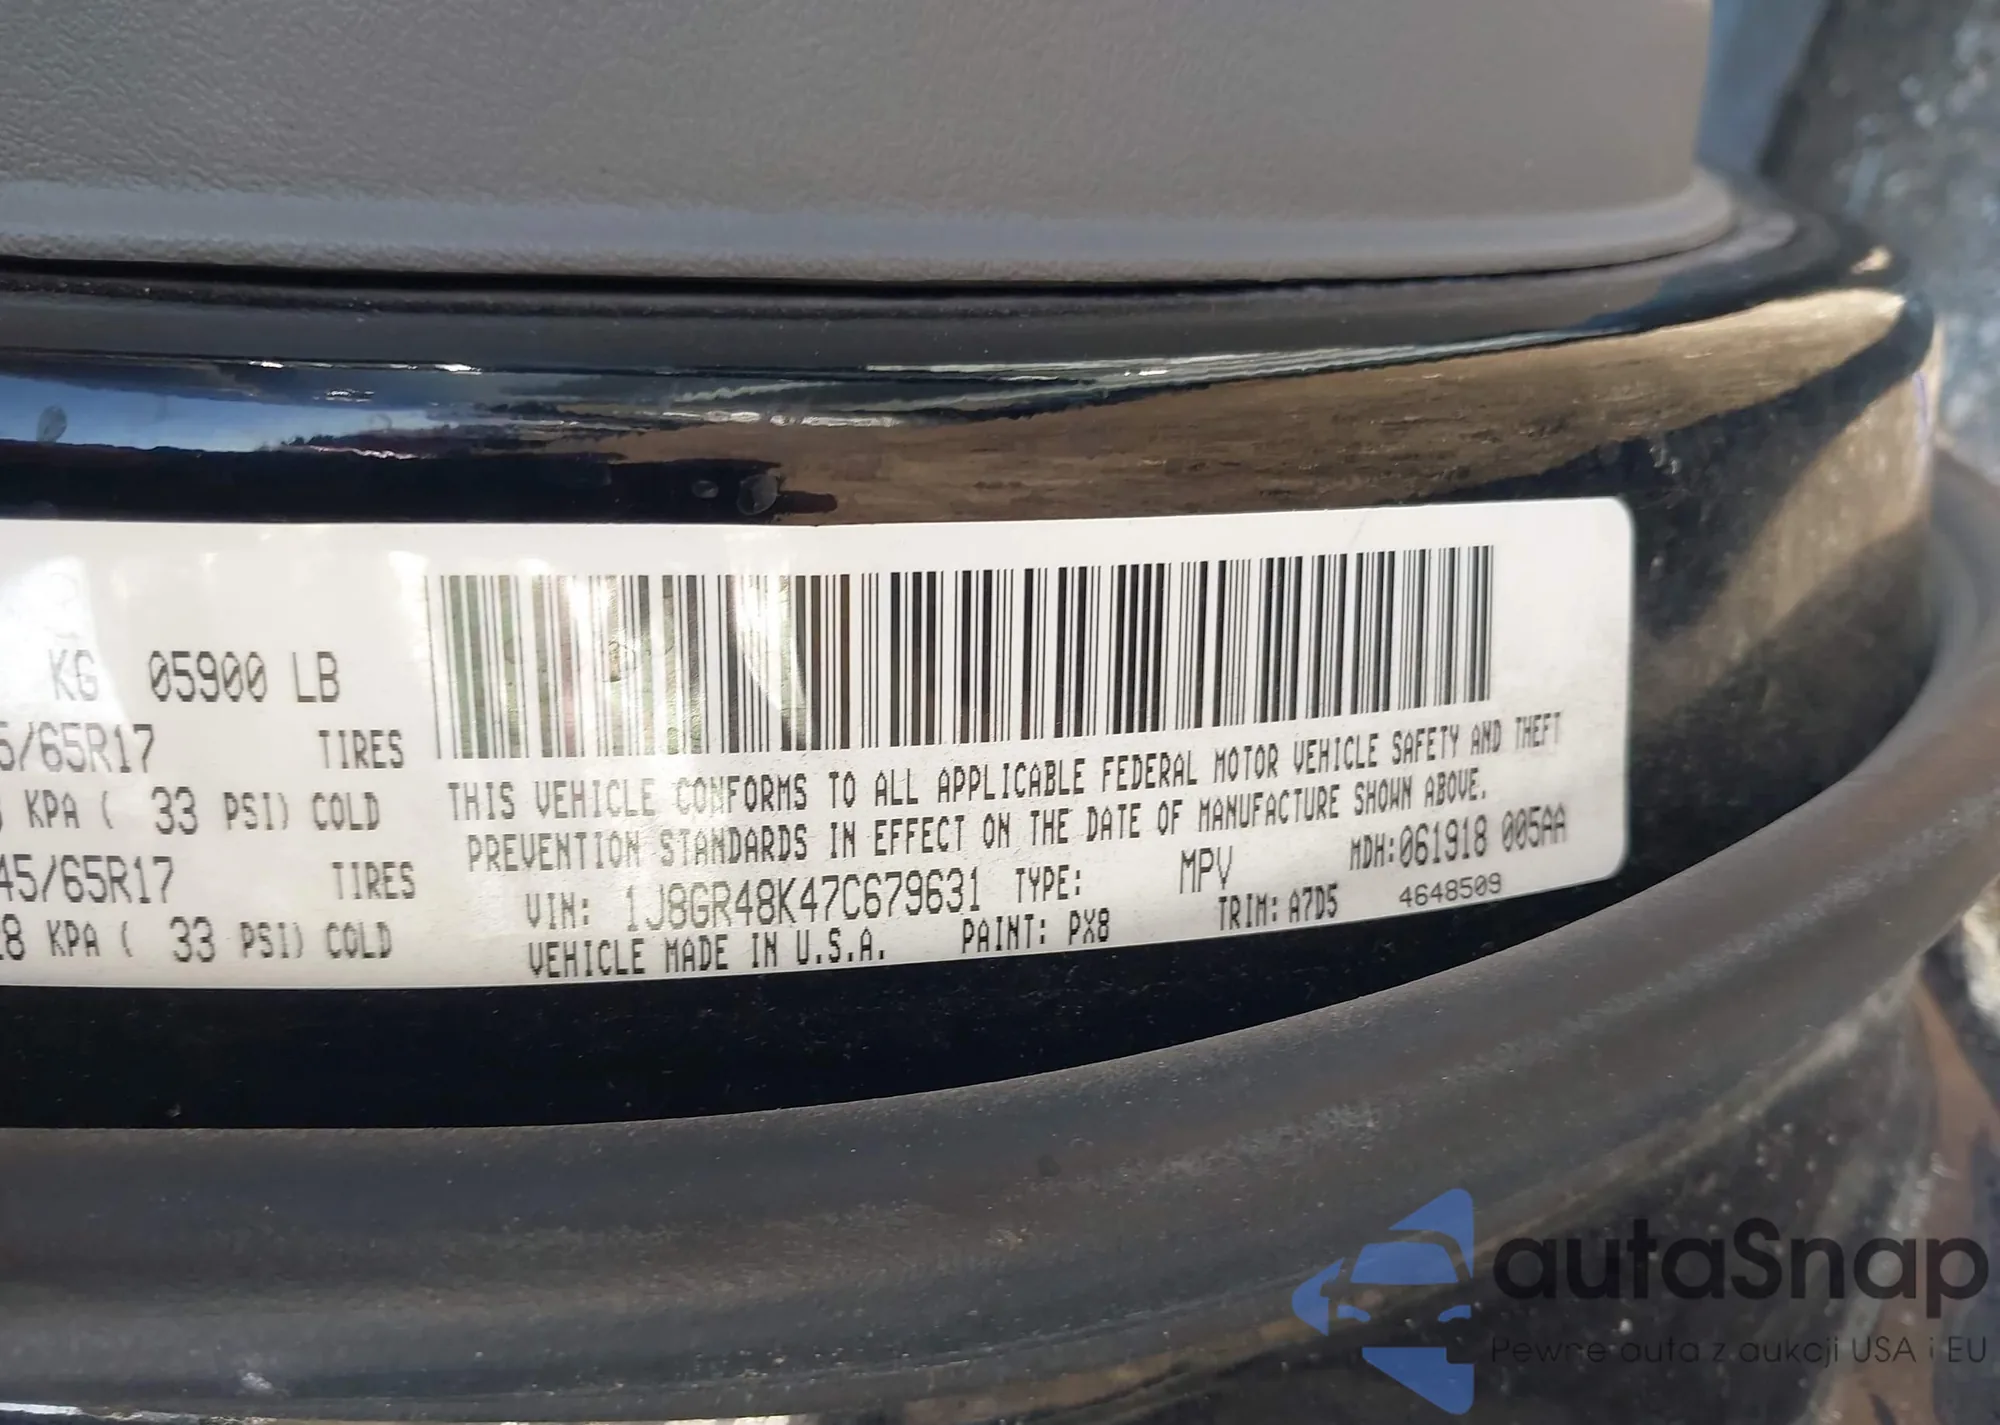 KG 05900 LB
5/65R17 TIRES
KPA ( 33 PSI) COLD
45/65R17 TIRES
8 KPA ( 33 PSI) COLD
THIS VEHICLE CONFORMS TO ALL APPLICABLE FEDERAL MOTOR VEHICLE SAFETY AND THEFT
PREVENTION STANDARDS IN EFFECT ON THE DATE OF MANUFACTURE SHOWN ABOVE.
VIN: 1J8GR48K47C679631 TYPE: MPV MDH:061918 005AA
VEHICLE MADE IN U.S.A. PAINT: PX8 TRIM: A7D5 4648509
autaSnap
Pewne auta z aukcji USA i EU